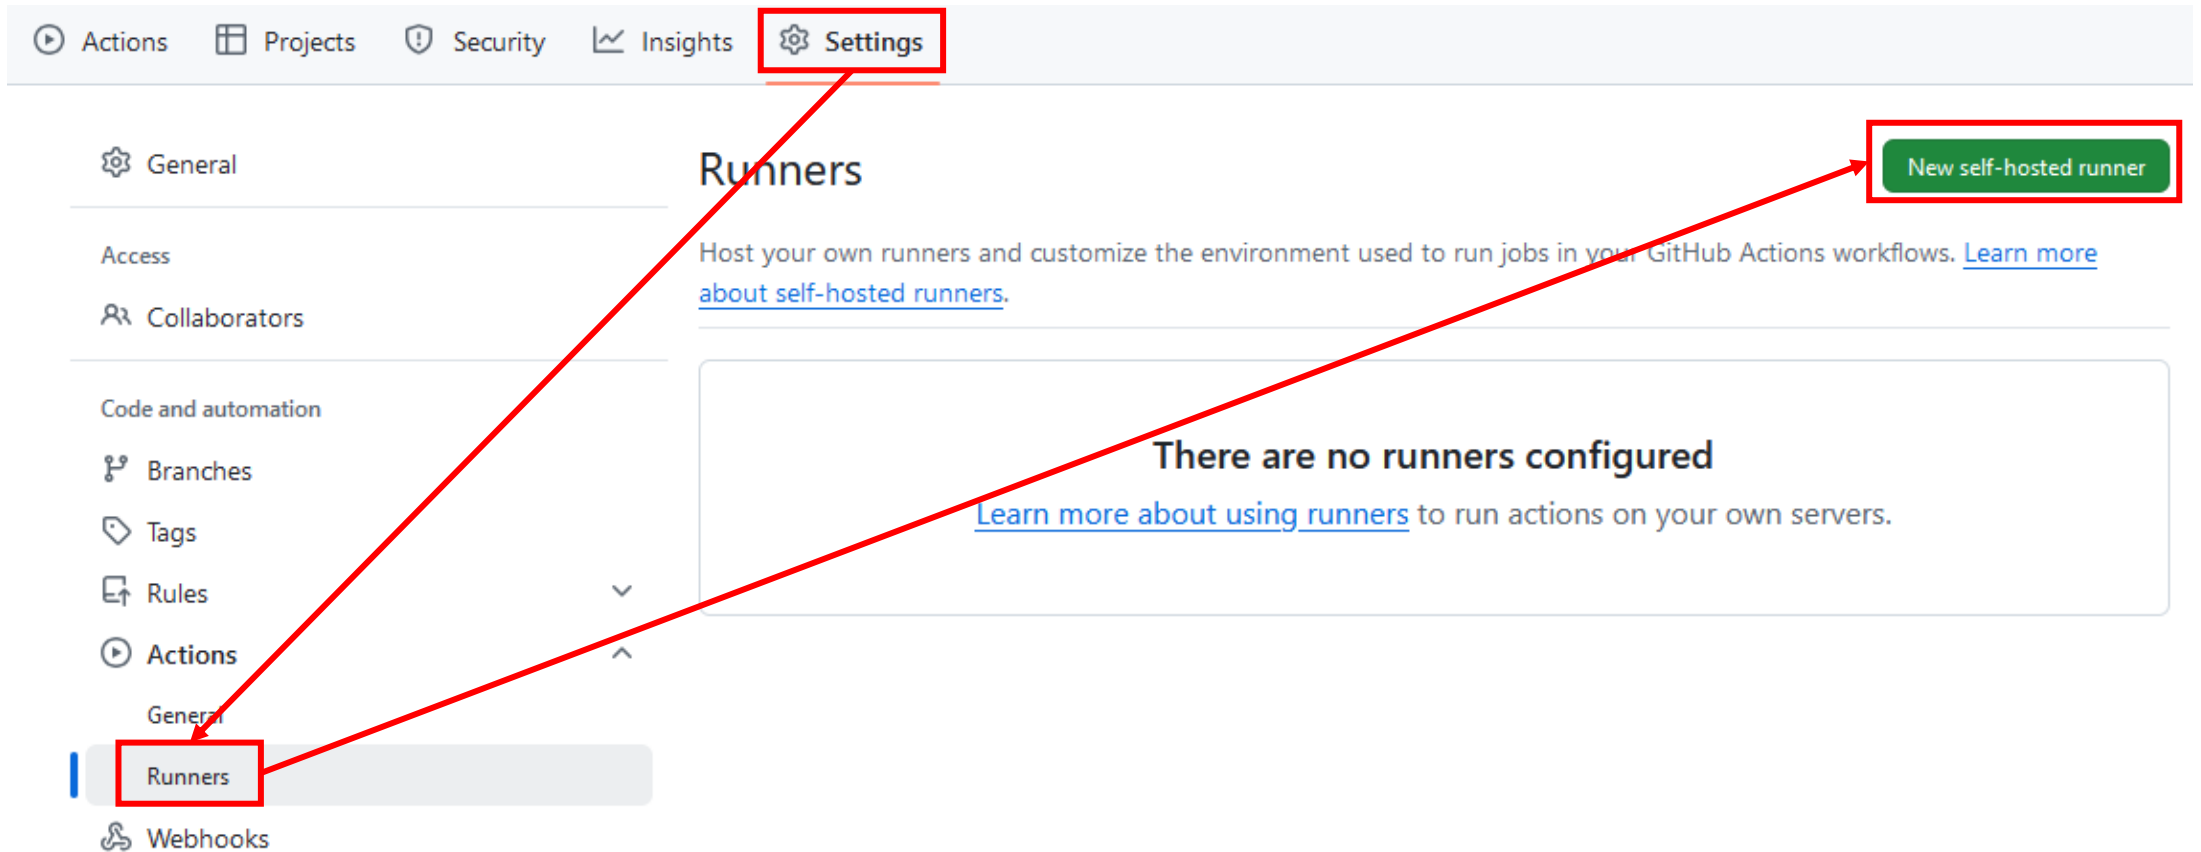 Actions Projects Security Insights Settings
General
Access
Collaborators
Code and automation
Branches
Tags
Rules
Actions
General
Runners
Webhooks
Runners
New self-hosted runner
Host your own runners and customize the environment used to run jobs in your GitHub Actions workflows. Learn more
about self-hosted runners.
There are no runners configured
Learn more about using runners to run actions on your own servers.